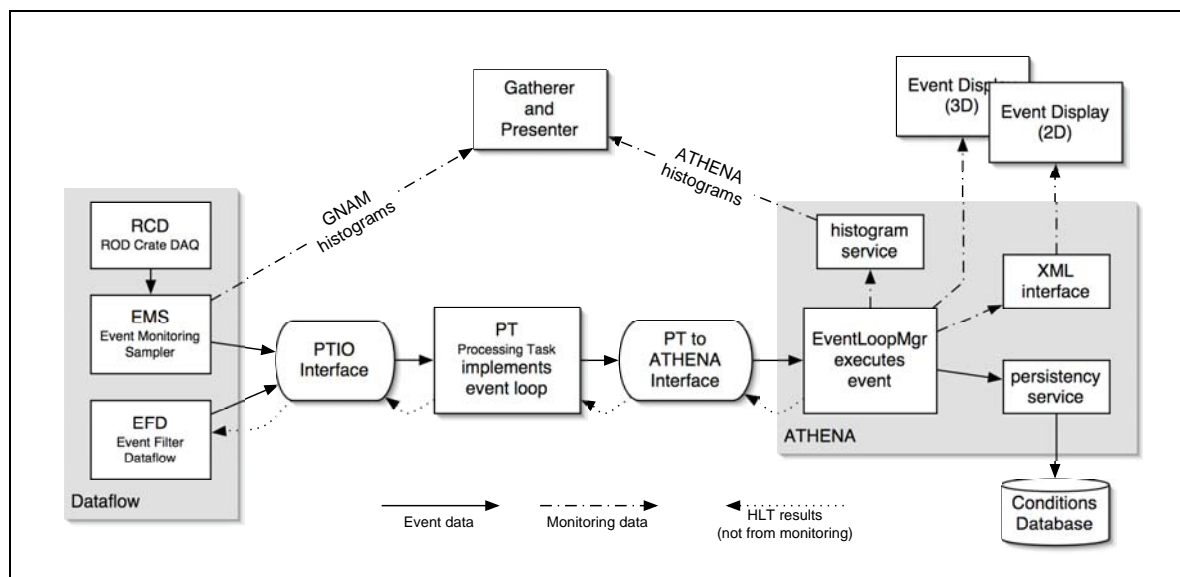 Gatherer
and
Presenter
Event Display
(3D)
Event Display
(2D)
GNAM
histograms
ATHENA
histograms
RCD
ROD Crate DAQ
EMS
Event Monitoring
Sampler
EFD
Event Filter
Dataflow
Dataflow
PTIO
Interface
PT
Processing Task
implements
event loop
PT to
ATHENA
Interface
histogram
service
EventLoopMgr
executes
event
XML
interface
persistency
service
ATHENA
Conditions
Database
Event data
Monitoring data
HLT results
(not from monitoring)